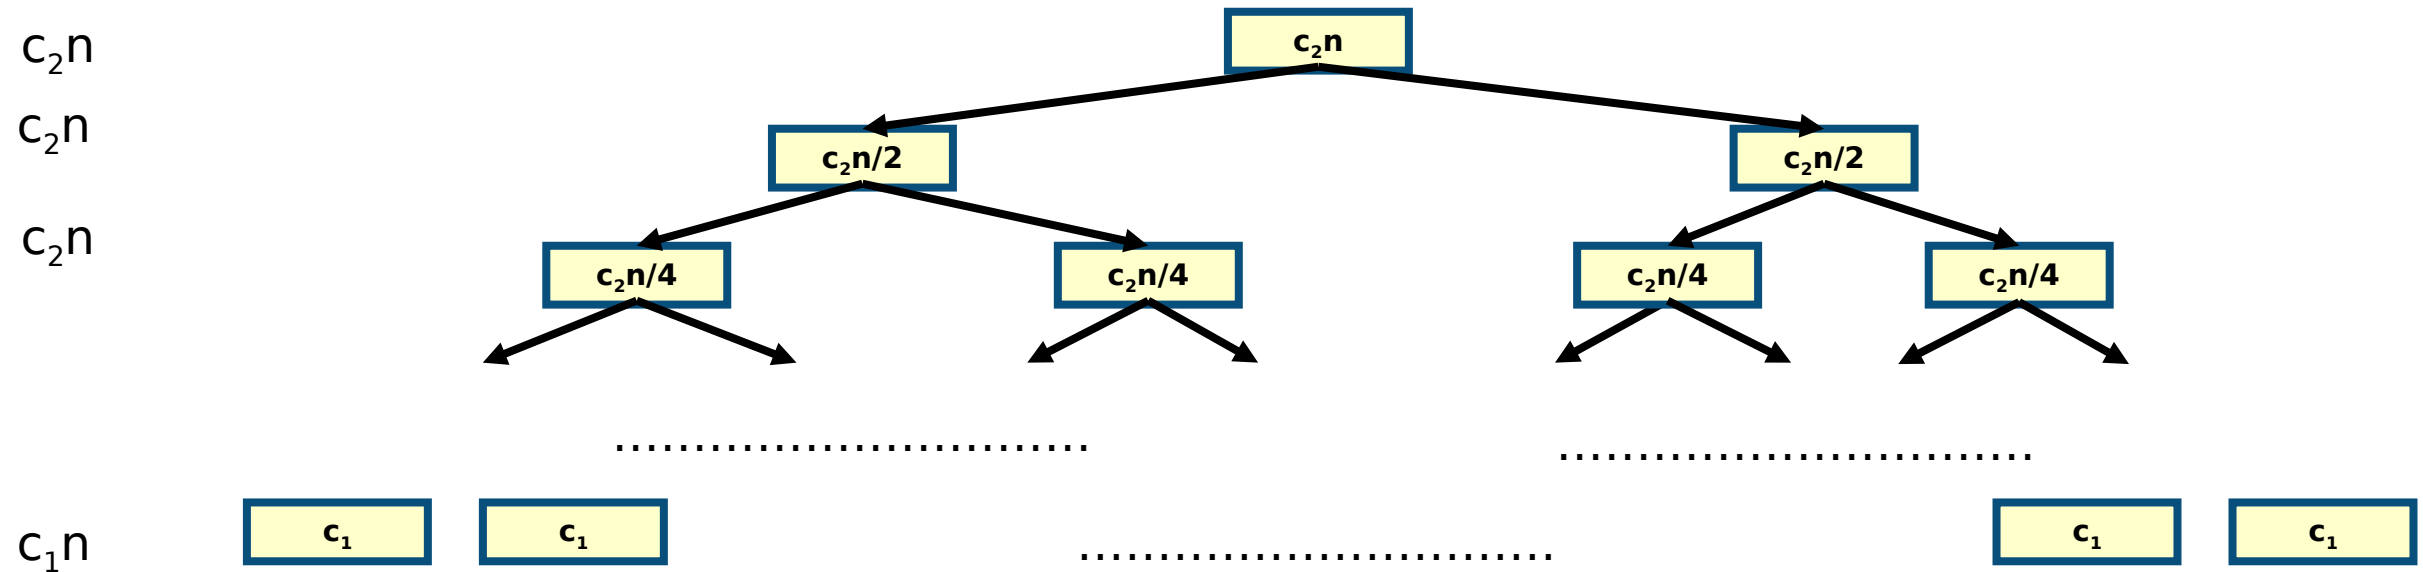 c₂n c₂n
c₂n c₂n/2 c₂n/2
c₂n c₂n/4 c₂n/4 c₂n/4 c₂n/4
.............................. ..............................
c₁n c₁ c₁ .............................. c₁ c₁